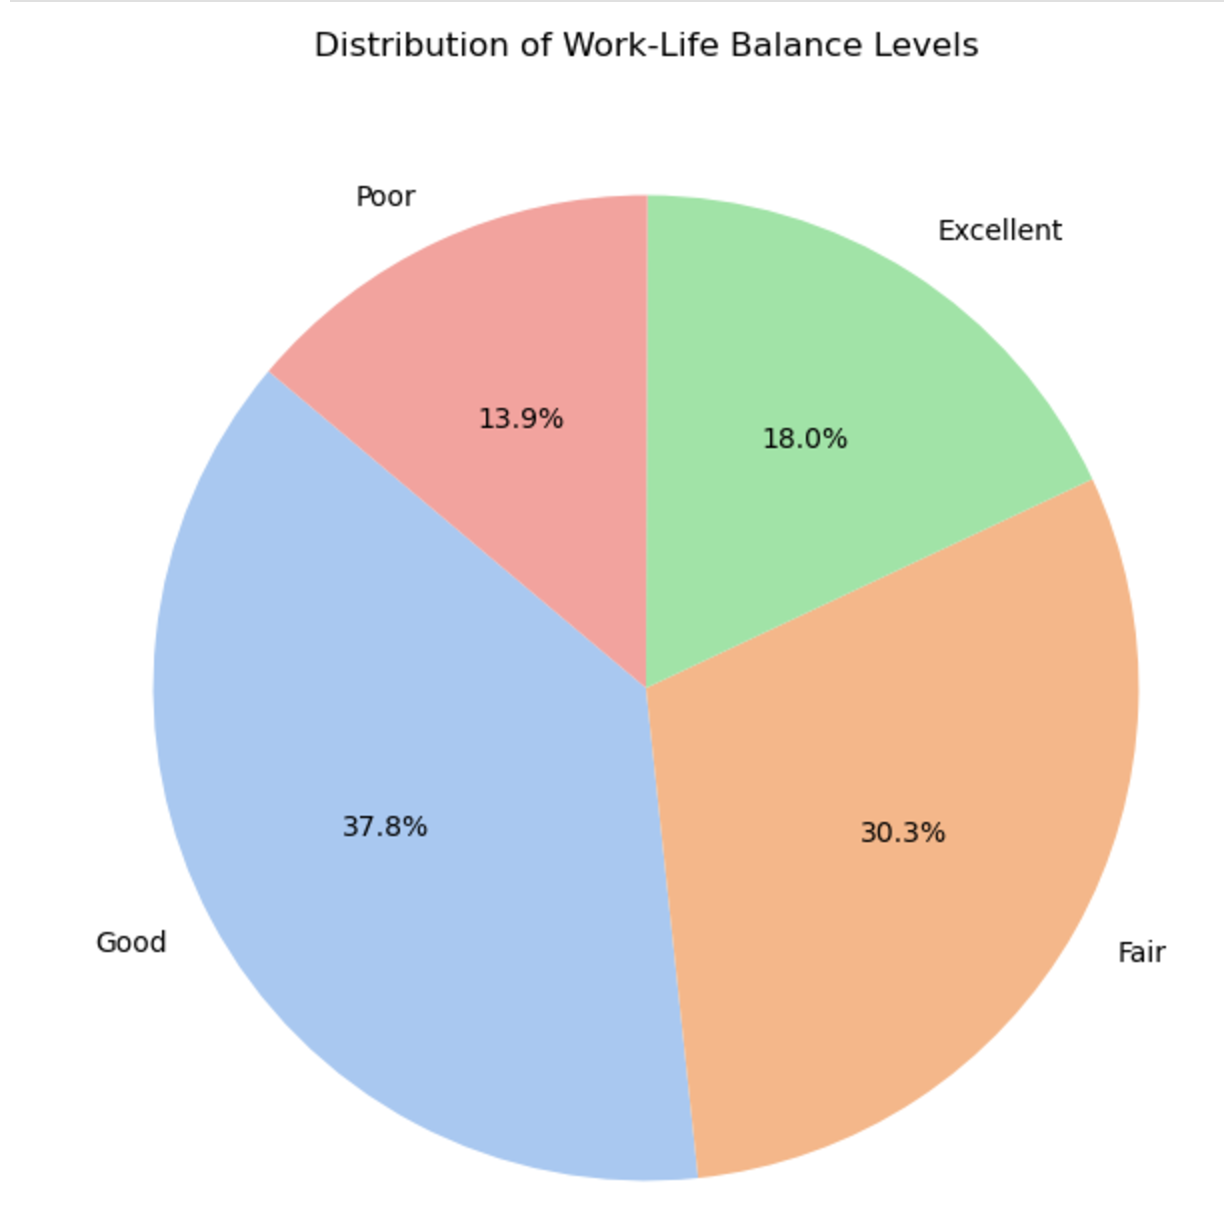 Distribution of Work-Life Balance Levels
Poor
Excellent
13.9%
18.0%
37.8%
30.3%
Good
Fair